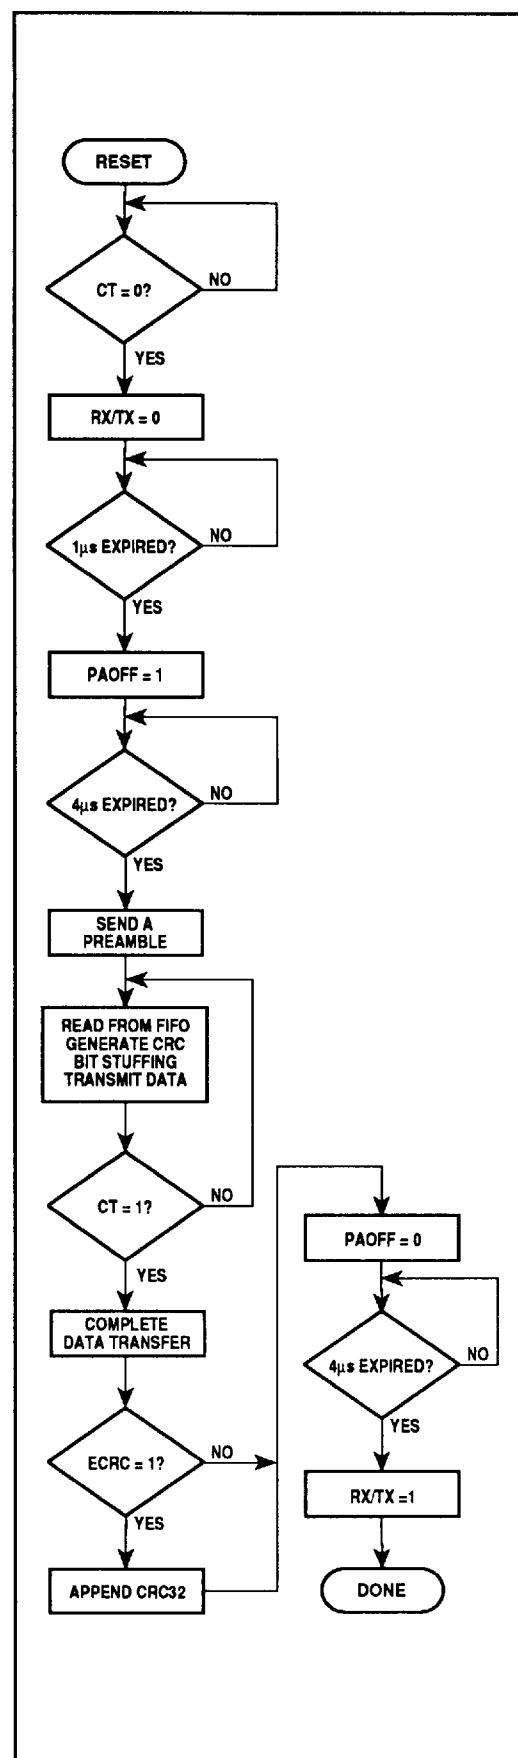 RESET
CT = 0?
NO
YES
RX/TX = 0
1µs EXPIRED?
NO
YES
PAOFF = 1
4µs EXPIRED?
NO
YES
SEND A
PREAMBLE
READ FROM FIFO
GENERATE CRC
BIT STUFFING
TRANSMIT DATA
CT = 1?
NO
YES
COMPLETE
DATA TRANSFER
ECRC = 1?
NO
YES
APPEND CRC32
PAOFF = 0
4µs EXPIRED?
NO
YES
RX/TX =1
DONE